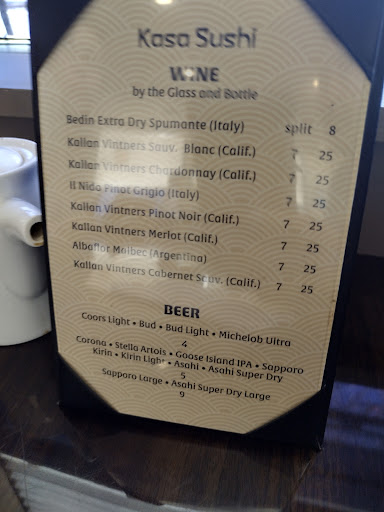 Kasa Sushi
WINE
by the Glass and Bottle
Bedin Extra Dry Spumante (Italy) split 8
Kallan Vintners Sauv. Blanc (Calif.) 7 25
Kallan Vintners Chardonnay (Calif.) 7 25
Il Nido Pinot Grigio (Italy) 7 25
Kallan Vintners Pinot Noir (Calif.) 7 25
Kallan Vintners Merlot (Calif.) 7 25
Albaflor Malbec (Argentina) 7 25
Kallan Vintners Cabernet Sauv. (Calif.) 7 25
BEER
Coors Light • Bud • Bud Light • Michelob Ultra
4
Corona • Stella Artois • Goose Island IPA • Sapporo
Kirin • Kirin Light • Asahi • Asahi Super Dry
5
Sapporo Large • Asahi Super Dry Large
9